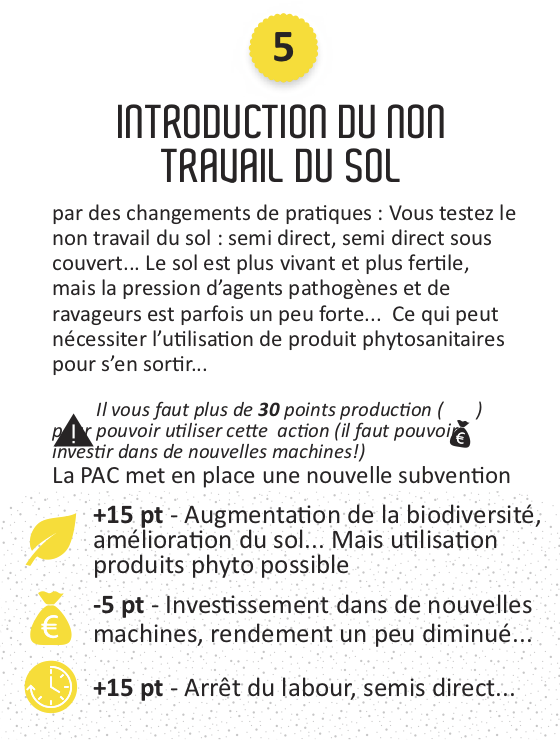 5
INTRODUCTION DU NON
TRAVAIL DU SOL
par des changements de pratiques : Vous testez le
non travail du sol : semi direct, semi direct sous
couvert... Le sol est plus vivant et plus fertile,
mais la pression d’agents pathogènes et de
ravageurs est parfois un peu forte... Ce qui peut
nécessiter l’utilisation de produit phytosanitaires
pour s’en sortir...
Il vous faut plus de 30 points production ( )
pour pouvoir utiliser cette action (il faut pouvoir
investir dans de nouvelles machines!)
La PAC met en place une nouvelle subvention
+15 pt - Augmentation de la biodiversité,
amélioration du sol... Mais utilisation
produits phyto possible
€
-5 pt - Investissement dans de nouvelles
machines, rendement un peu diminué...
+15 pt - Arrêt du labour, semis direct...